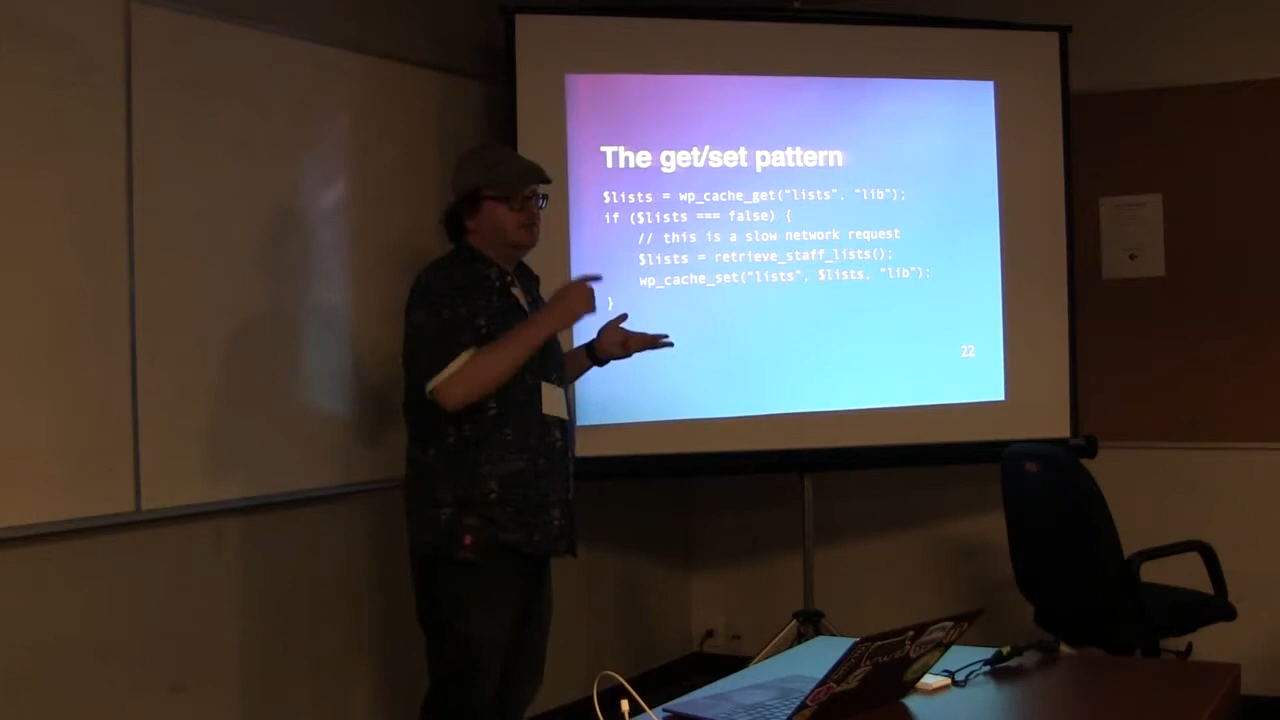 The get/set pattern
$lists = wp_cache_get("lists", "lib");
if ($lists === false) {
// this is a slow network request
$lists = retrieve_staff_lists();
wp_cache_set("lists", $lists, "lib");
}
22